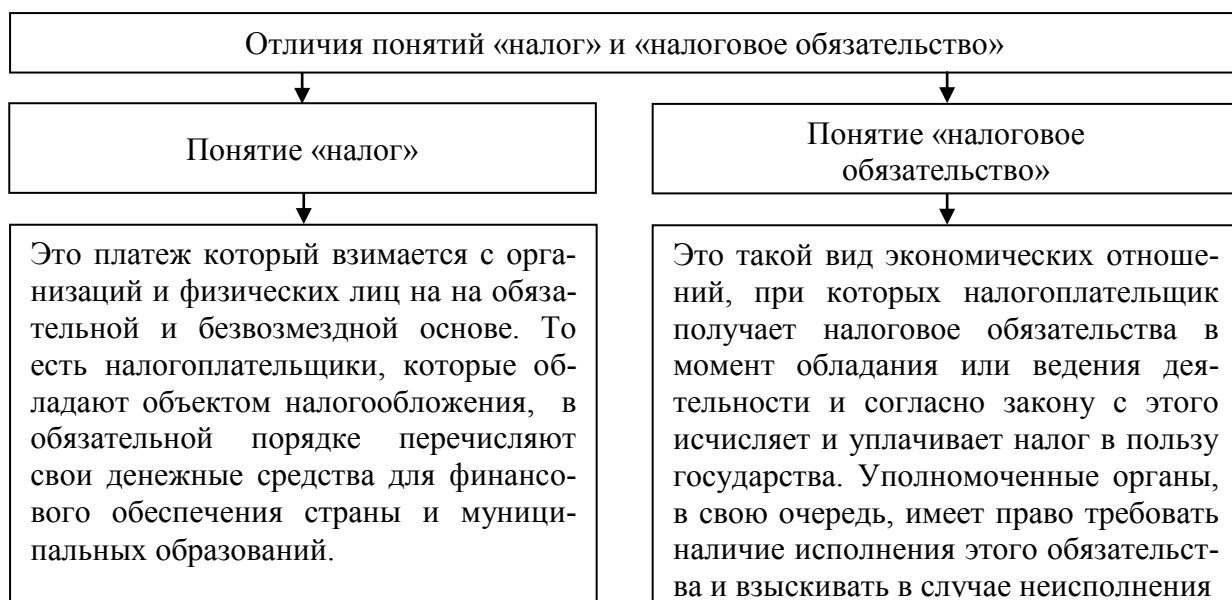 Отличия понятий «налог» и «налоговое обязательство»
Понятие «налог»
Понятие «налоговое
обязательство»
Это платеж который взимается с орга-
низаций и физических лиц на на обяза-
тельной и безвозмездной основе. То
есть налогоплательщики, которые об-
ладают объектом налогообложения, в
обязательной порядке перечисляют
свои денежные средства для финансо-
вого обеспечения страны и муници-
пальных образований.
Это такой вид экономических отноше-
ний, при которых налогоплательщик
получает налоговое обязательства в
момент обладания или ведения дея-
тельности и согласно закону с этого
исчисляет и уплачивает налог в пользу
государства. Уполномоченные органы,
в свою очередь, имеет право требовать
наличие исполнения этого обязательст-
ва и взыскивать в случае неисполнения